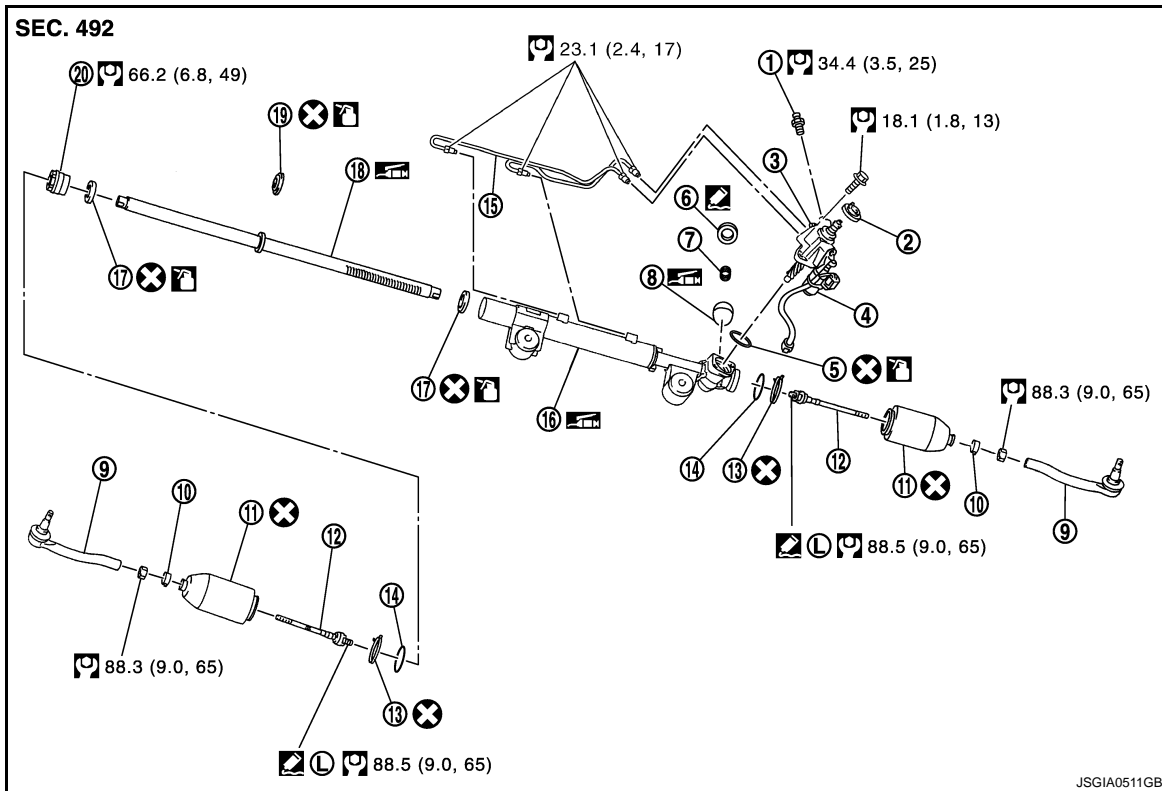 SEC. 492
23.1 (2.4, 17)
20 66.2 (6.8, 49)
1 34.4 (3.5, 25)
18.1 (1.8, 13)
19
18
3
15
6
2
7
8
17
4
17
5
16
88.3 (9.0, 65)
14
13
12
11
10
9
L 88.5 (9.0, 65)
9
10
11
12
14
88.3 (9.0, 65)
13
L 88.5 (9.0, 65)
JSGIA0511GB